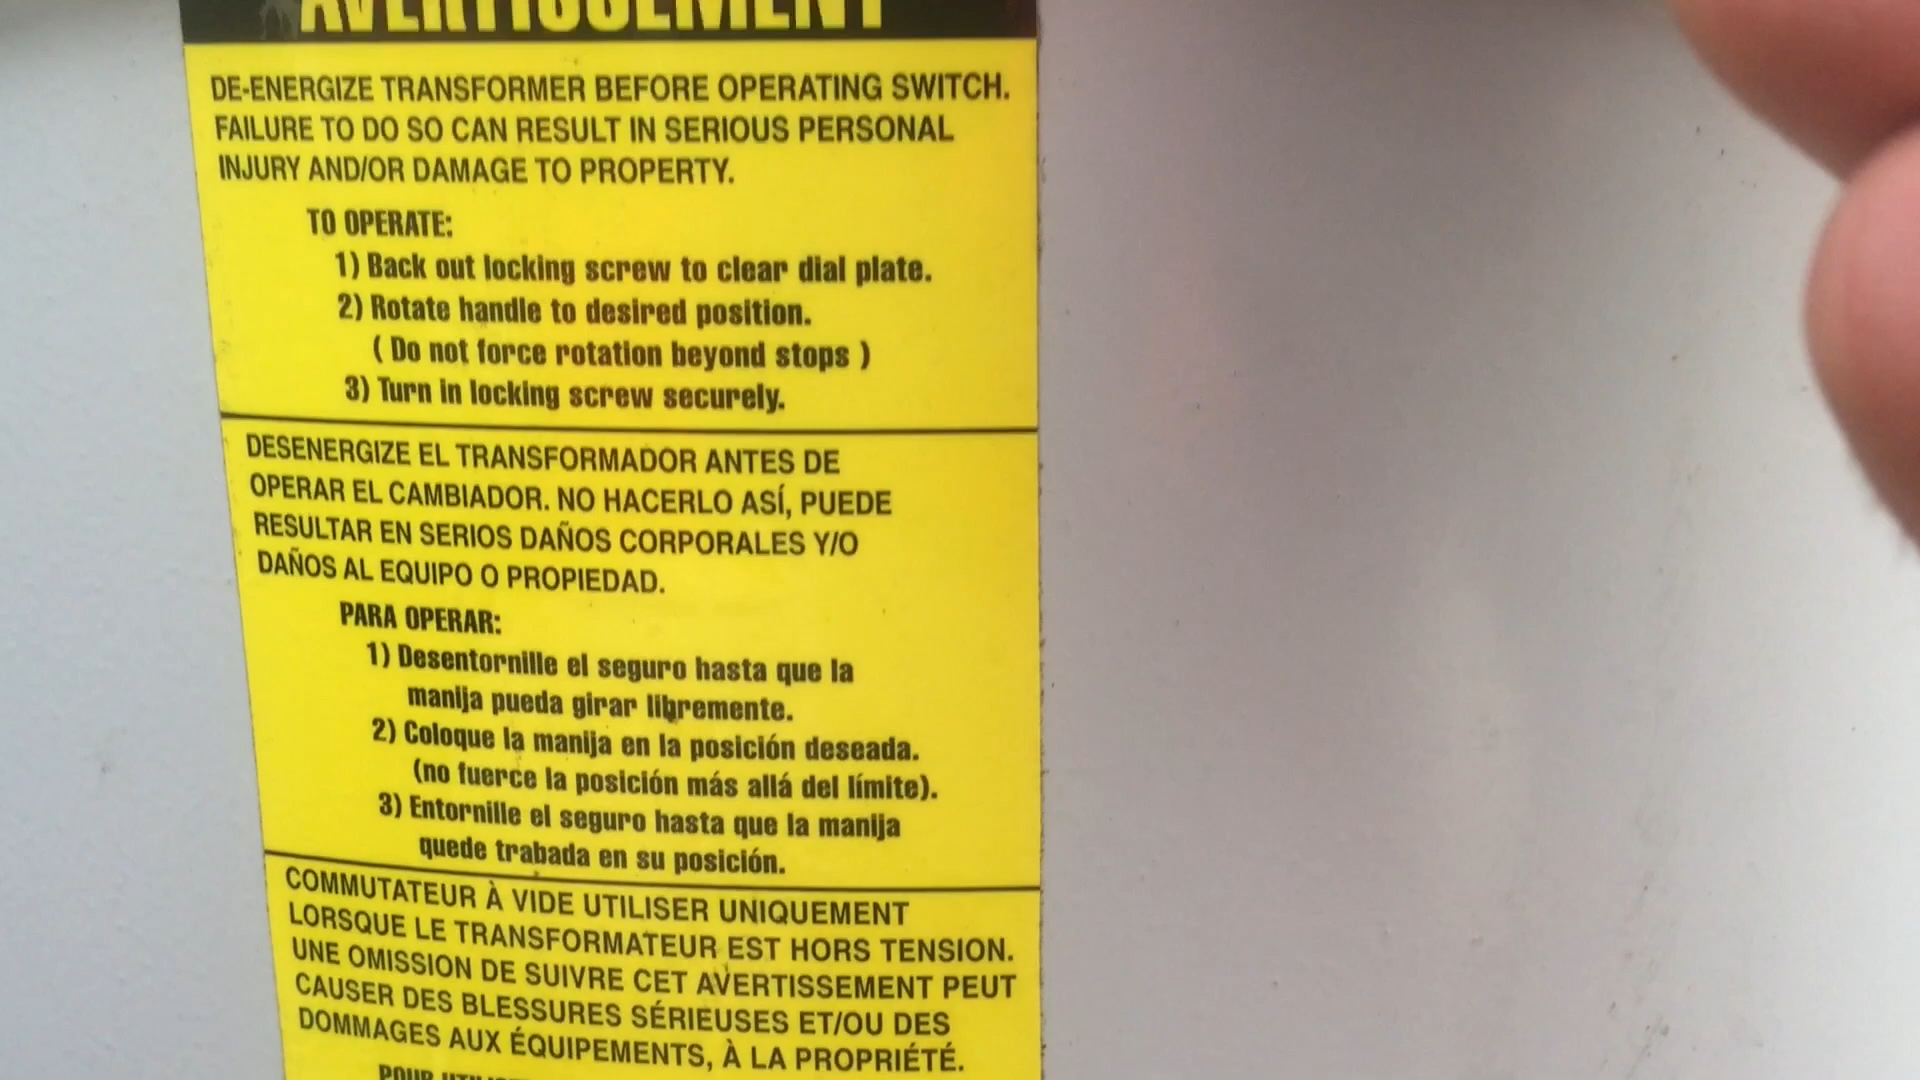 AVERTISSEMENT
DE-ENERGIZE TRANSFORMER BEFORE OPERATING SWITCH.
FAILURE TO DO SO CAN RESULT IN SERIOUS PERSONAL
INJURY AND/OR DAMAGE TO PROPERTY.
TO OPERATE:
1) Back out locking screw to clear dial plate.
2) Rotate handle to desired position.
( Do not force rotation beyond stops )
3) Turn in locking screw securely.
DESENERGIZE EL TRANSFORMADOR ANTES DE
OPERAR EL CAMBIADOR. NO HACERLO ASÍ, PUEDE
RESULTAR EN SERIOS DAÑOS CORPORALES Y/O
DAÑOS AL EQUIPO O PROPIEDAD.
PARA OPERAR:
1) Desentornille el seguro hasta que la
manija pueda girar libremente.
2) Coloque la manija en la posición deseada.
(no fuerce la posición más allá del límite).
3) Entornille el seguro hasta que la manija
quede trabada en su posición.
COMMUTATEUR À VIDE UTILISER UNIQUEMENT
LORSQUE LE TRANSFORMATEUR EST HORS TENSION.
UNE OMISSION DE SUIVRE CET AVERTISSEMENT PEUT
CAUSER DES BLESSURES SÉRIEUSES ET/OU DES
DOMMAGES AUX ÉQUIPEMENTS, À LA PROPRIÉTÉ.
POUR